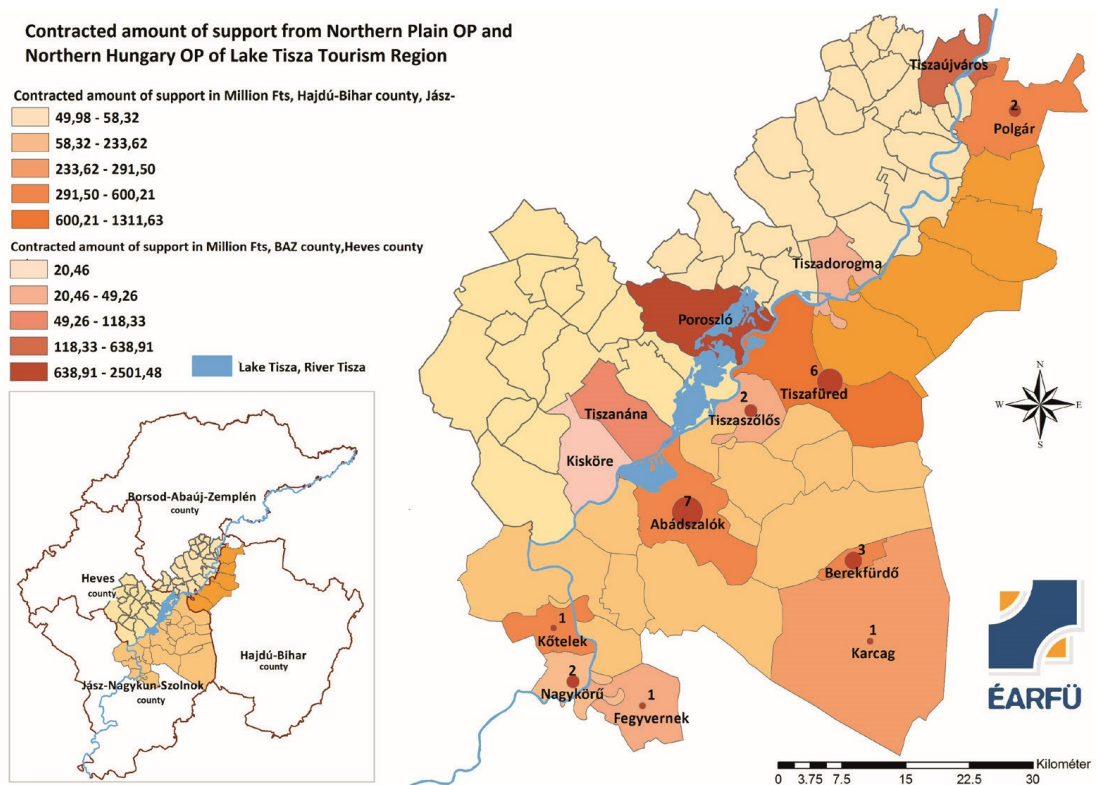 Contracted amount of support from Northern Plain OP and
Northern Hungary OP of Lake Tisza Tourism Region
Contracted amount of support in Million Fts, Hajdú-Bihar county, Jász-
49,98 - 58,32
58,32 - 233,62
233,62 - 291,50
291,50 - 600,21
600,21 - 1311,63
Contracted amount of support in Million Fts, BAZ county,Heves county
20,46
20,46 - 49,26
49,26 - 118,33
118,33 - 638,91
638,91 - 2501,48
Lake Tisza, River Tisza
Borsod-Abaúj-Zemplén
county
Heves
county
Hajdú-Bihar
county
Jász-Nagykun-Szolnok
county
Tiszaújváros
2
Polgár
Tiszadorogma
Poroszló
6
Tiszafüred
2
Tiszaszőlős
Tiszanána
Kisköre
7
Abádszalók
3
Berekfürdő
1
Kőtelek
1
Karcag
2
Nagykörű
1
Fegyvernek
N
W
E
S
ÉARFÜ
Kilométer
0 3.75 7.5 15 22.5 30